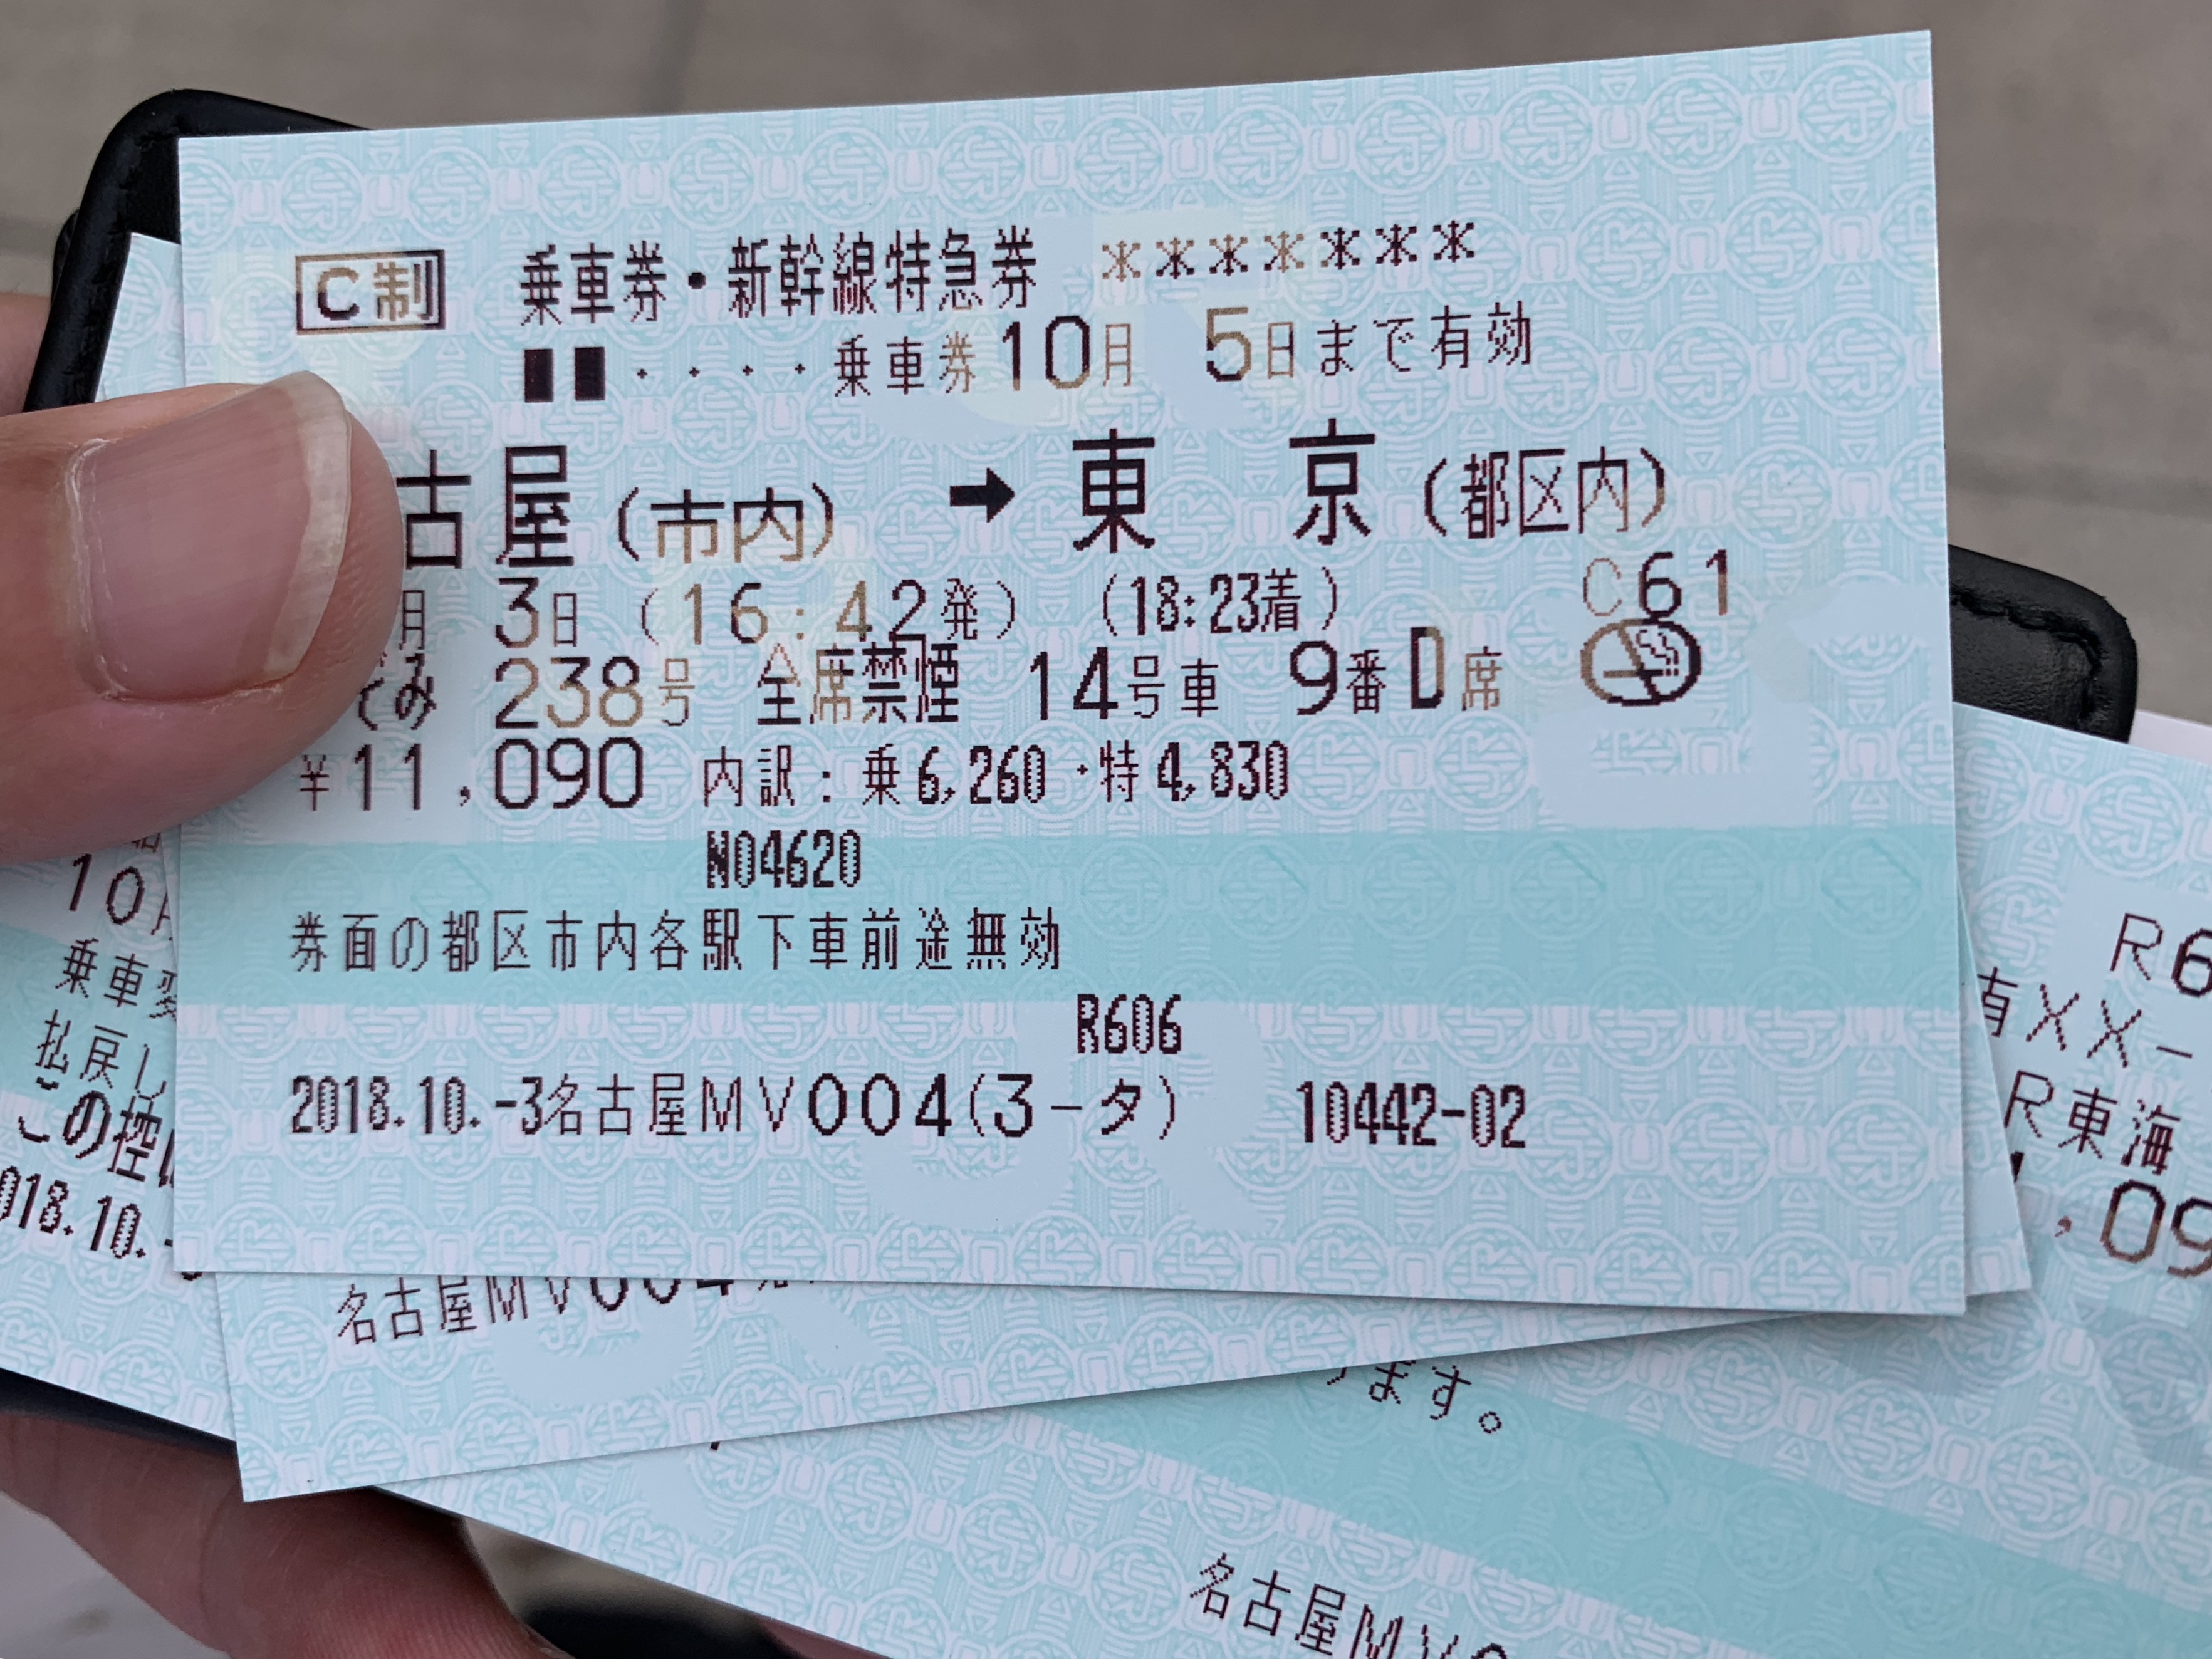 C制 乗車券・新幹線特急券 *******
■■・・・・乗車券10月 5日まで有効
古屋(市内) ➡ 東 京(都区内)
月 3日 (16:42発) (18:23着) C61
ぞみ 238号 全席禁煙 14号車 9番D席
¥11,090 内訳:乗6,260・特4,830
N04620
券面の都区市内各駅下車前途無効
R606
2018.10.-3名古屋MV004(3-タ) 10442-02
10月
乗車変
払戻し
この控
018.10.-
名古屋MV004
R6
有XX-
R東海
,09
ます。
名古屋MV0